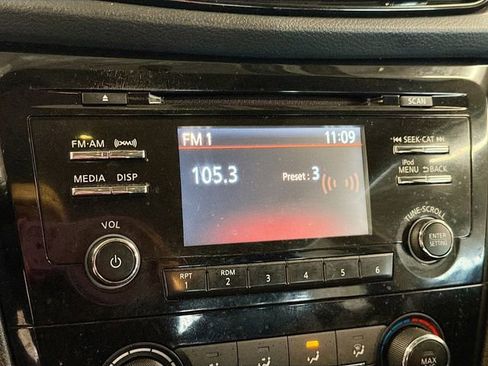 SCAN
FM·AM ((XM))
SEEK·CAT
MEDIA DISP
iPod
MENU BACK
FM 1 11:09
105.3 Preset : 3
VOL
TUNE·SCROLL
ENTER
SETTING
RPT
1
RDM
2
3
4
5
6